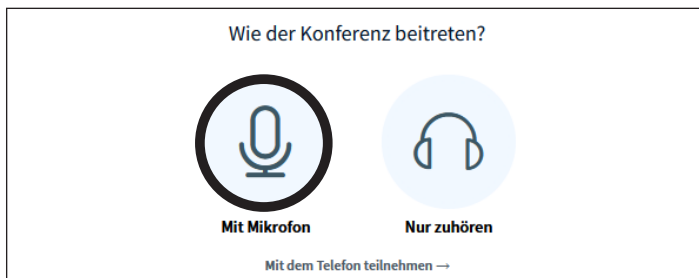 Wie der Konferenz beitreten?
Mit Mikrofon
Nur zuhören
Mit dem Telefon teilnehmen →